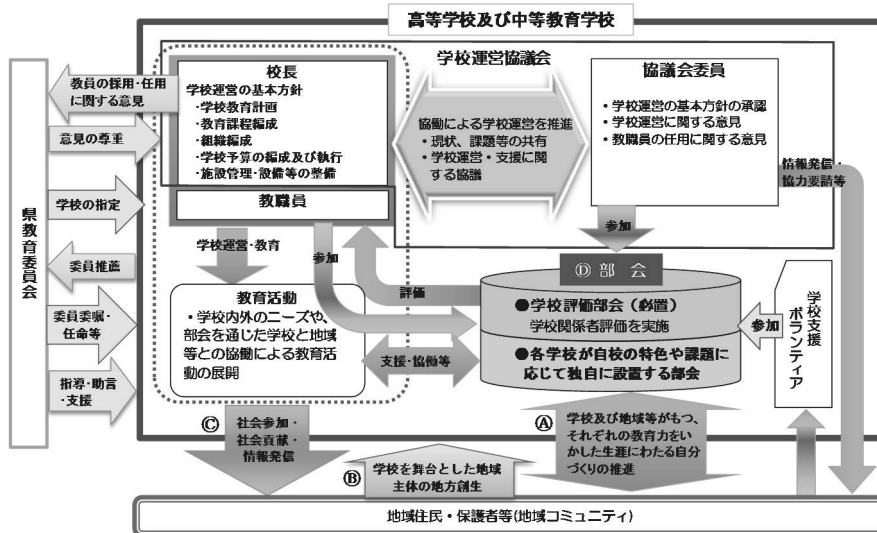 高等学校及び中等教育学校
県教育委員会
教員の採用・任用
に関する意見
意見の尊重
学校の指定
委員推薦
委員委嘱・
任命等
指導・助言
・支援
校長
学校運営の基本方針
・学校教育計画
・教育課程編成
・組織編成
・学校予算の編成及び執行
・施設管理・設備等の整備
教職員
学校運営協議会
協働による学校運営を推進
・現状、課題等の共有
・学校運営・支援に関
する協議
協議会委員
・学校運営の基本方針の承認
・学校運営に関する意見
・教職員の任用に関する意見
情報発信・
協力要請等
学校運営・教育
参加
評価
参加
Ⓓ 部 会
●学校評価部会（必置）
学校関係者評価を実施
●各学校が自校の特色や課題に
応じて独自に設置する部会
参加
学校支援
ボランティア
教育活動
・学校内外のニーズや、
部会を通じた学校と地域
等との協働による教育活
動の展開
支援・協働等
Ⓒ
社会参加・
社会貢献・
情報発信
Ⓑ
学校を舞台とした地域
主体の地方創生
Ⓐ
学校及び地域等がもつ、
それぞれの教育力をい
かした生涯にわたる自分
づくりの推進
地域住民・保護者等(地域コミュニティ)